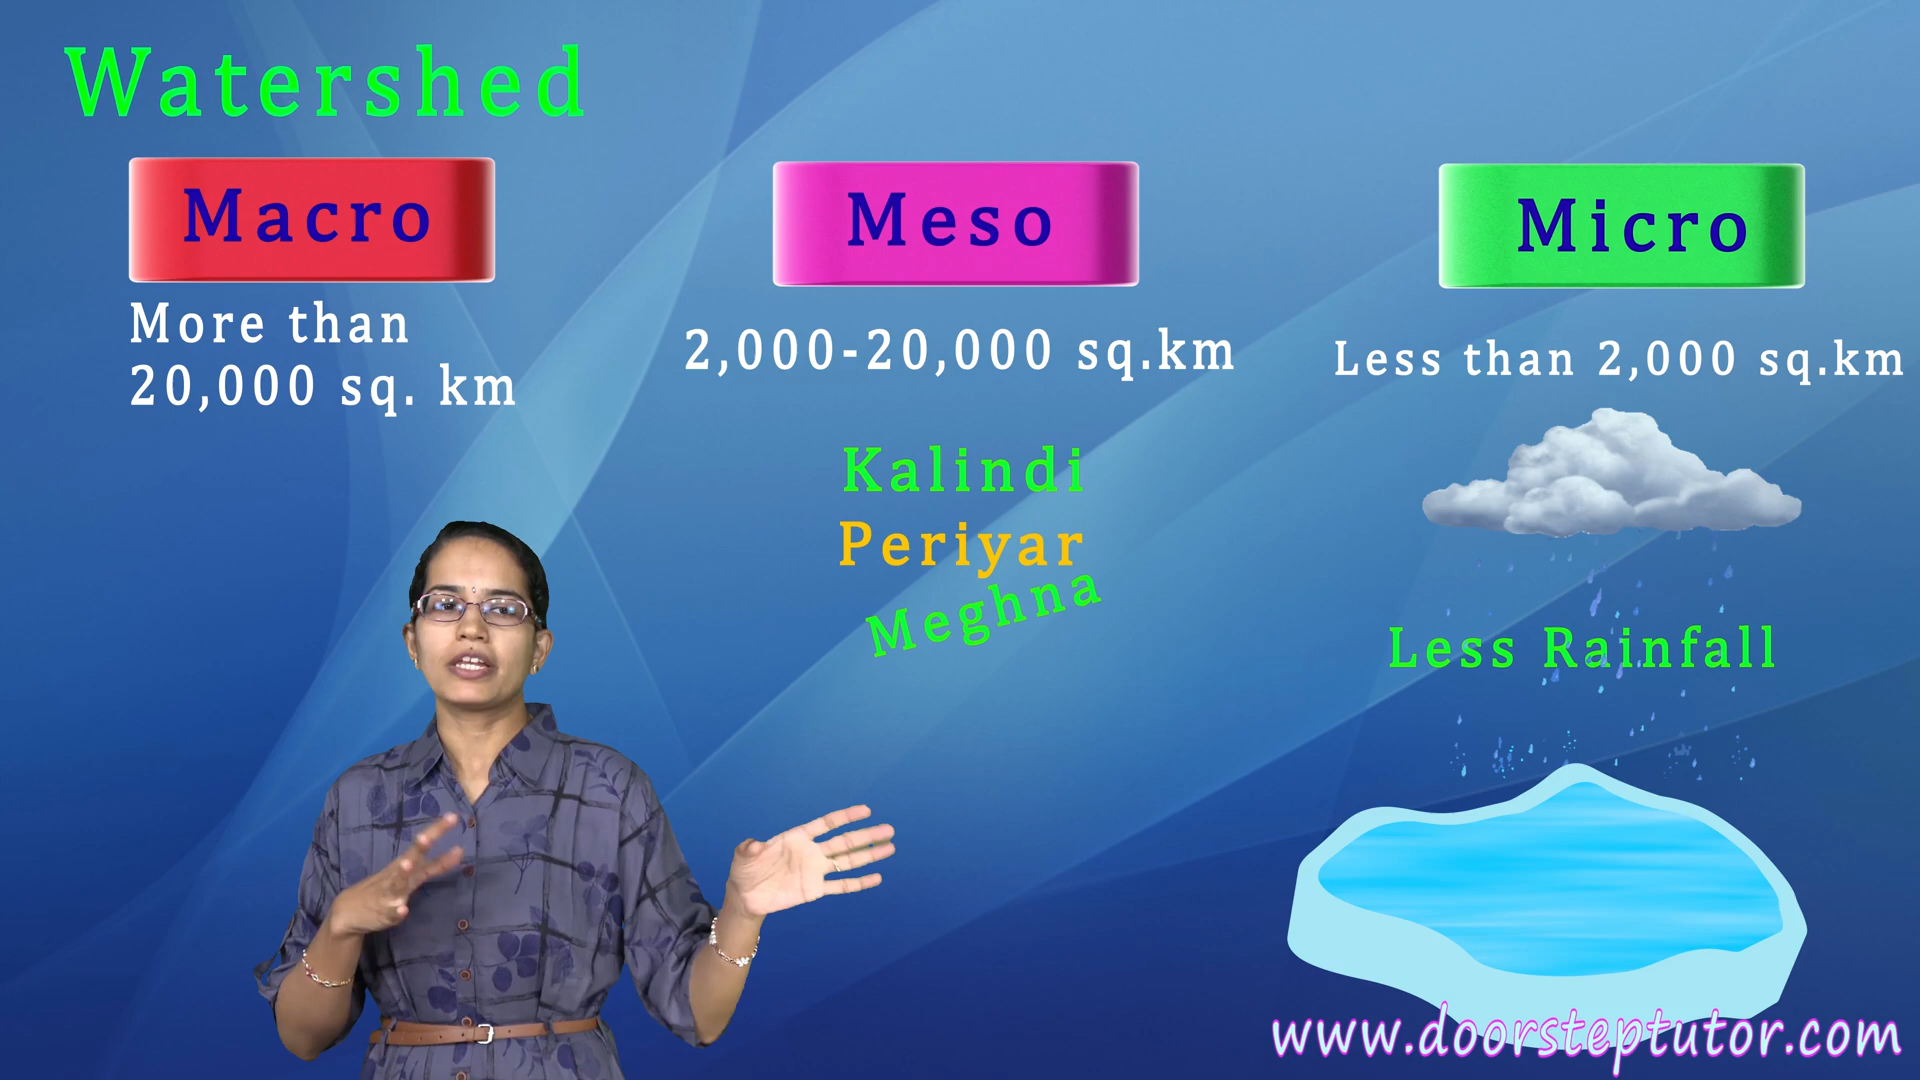 Watershed
Macro
More than
20,000 sq. km
Meso
2,000-20,000 sq.km
Kalindi
Periyar
Meghna
Micro
Less than 2,000 sq.km
Less Rainfall
www.doorsteptutor.com